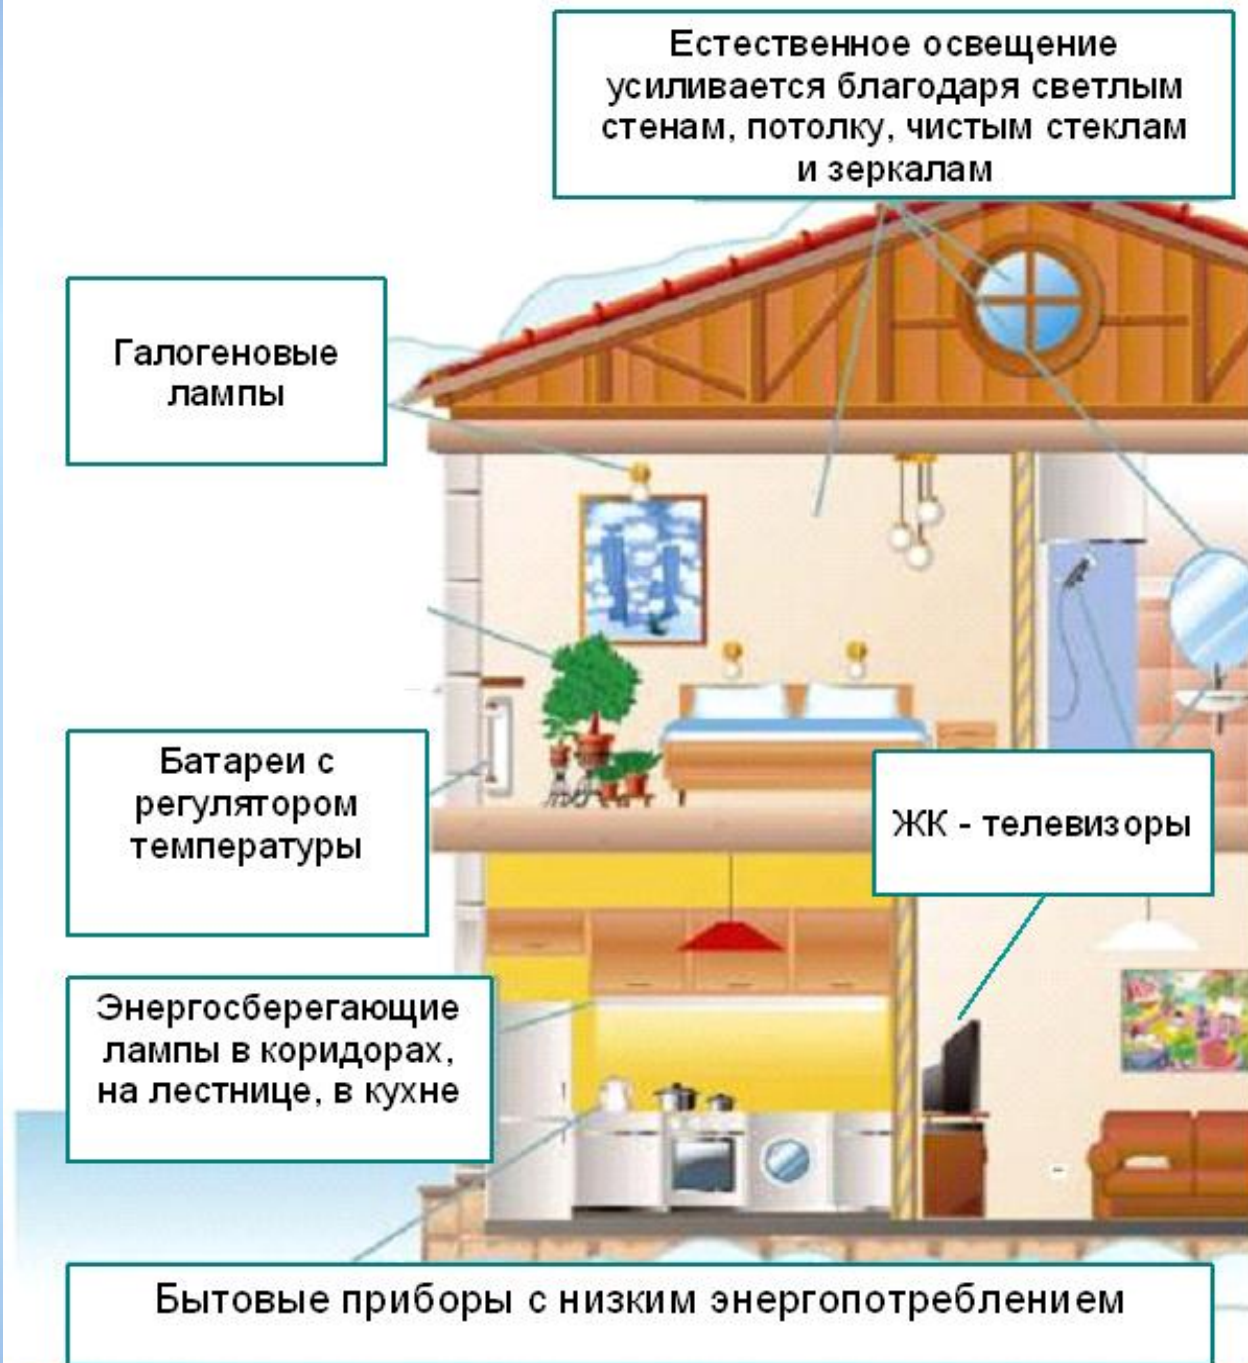 Естественное освещение
усиливается благодаря светлым
стенам, потолку, чистым стеклам
и зеркалам
Галогеновые
лампы
Батареи с
регулятором
температуры
ЖК - телевизоры
Энергосберегающие
лампы в коридорах,
на лестнице, в кухне
Бытовые приборы с низким энергопотреблением